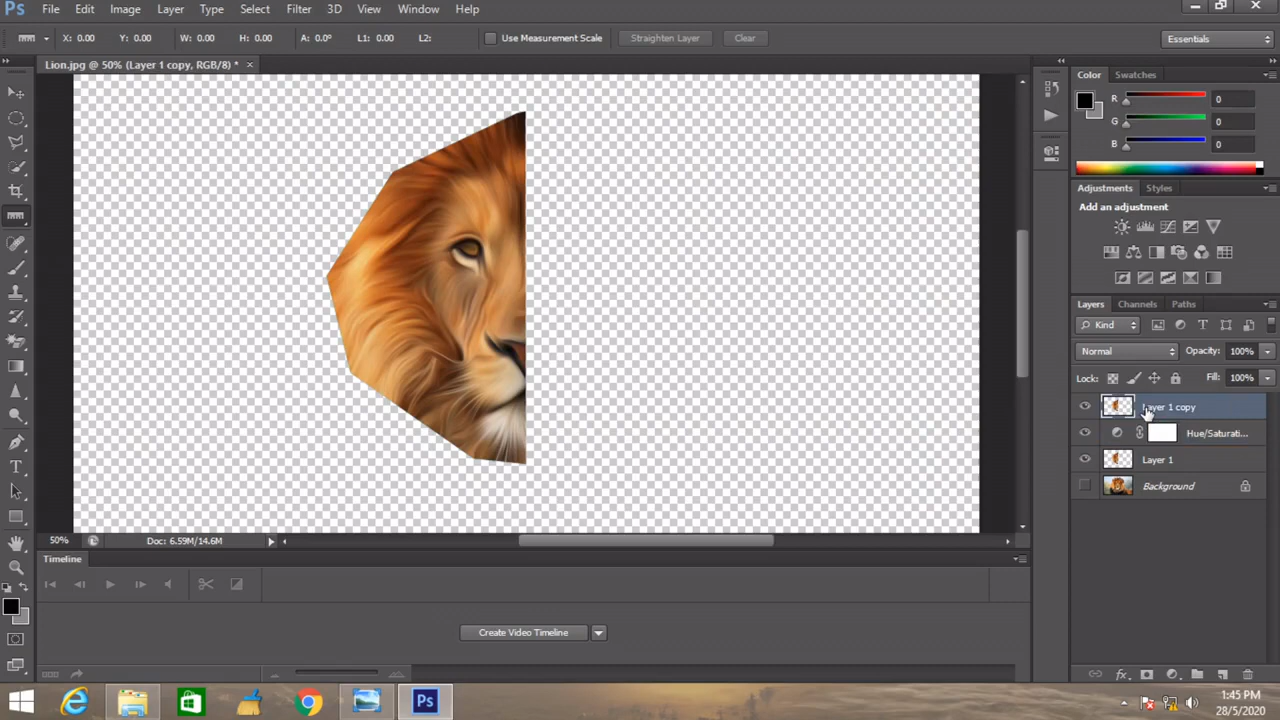 Ps File Edit Image Layer Type Select Filter 3D View Window Help
X: 0.00 Y: 0.00 W: 0.00 H: 0.00 A: 0.0° L1: 0.00 L2: Use Measurement Scale Straighten Layer Clear Essentials
Lion.jpg @ 50% (Layer 1 copy, RGB/8) * ×
Color Swatches
R 0
G 0
B 0
Adjustments Styles
Add an adjustment
Layers Channels Paths
Kind
Normal Opacity: 100%
Lock: Fill: 100%
Layer 1 copy
Hue/Saturati...
Layer 1
Background
50% Doc: 6.59M/14.6M
Timeline
Create Video Timeline
Ps
1:45 PM
28/5/2020